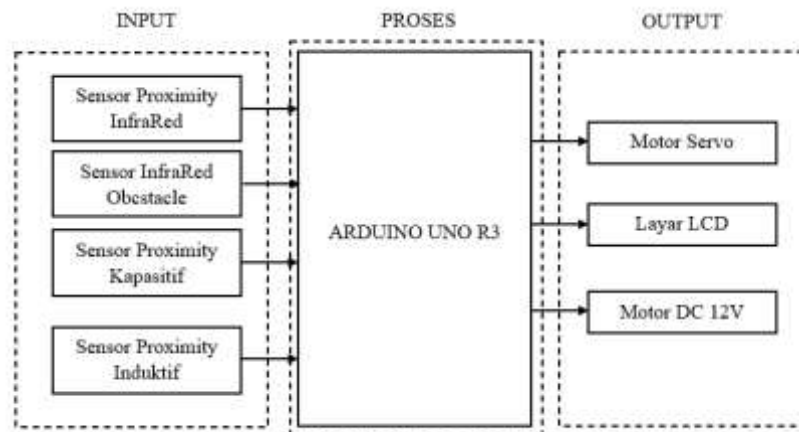 INPUT
PROSES
OUTPUT
Sensor Proximity
InfraRed
Sensor InfraRed
Obcstacle
Sensor Proximity
Kapasitif
Sensor Proximity
Induktif
ARDUINO UNO R3
Motor Servo
Layar LCD
Motor DC 12V